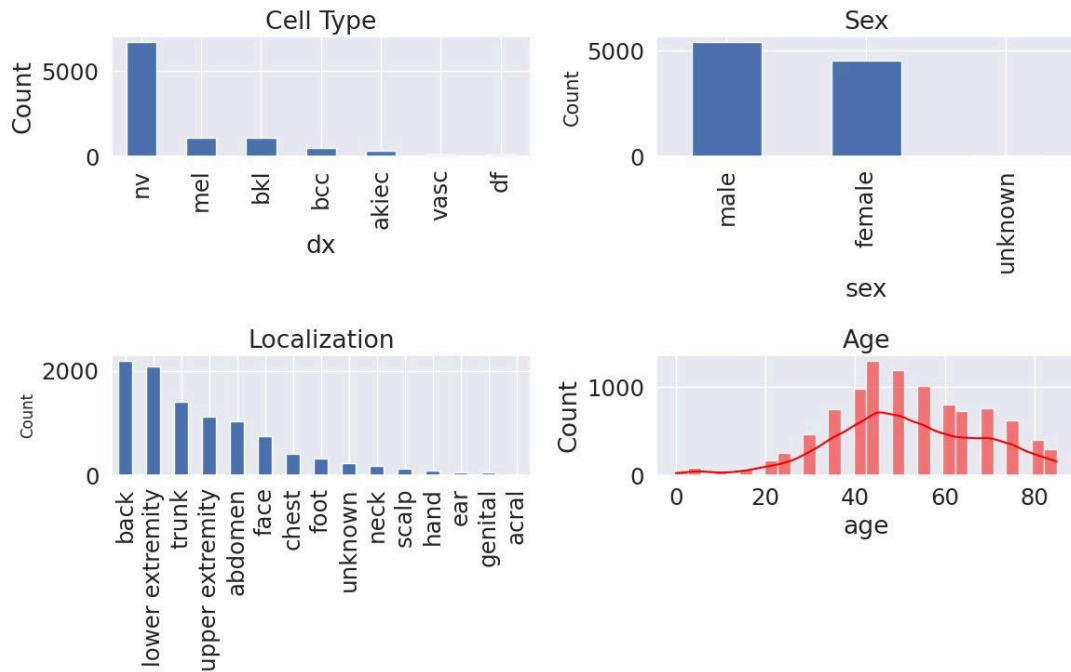 Cell Type
Count
5000
0
nv
mel
bkl
bcc
akiec
vasc
df
dx
Sex
Count
5000
0
male
female
unknown
sex
Localization
Count
2000
0
back
lower extremity
trunk
upper extremity
abdomen
face
chest
foot
unknown
neck
scalp
hand
ear
genital
acral
Age
Count
1000
0
0
20
40
60
80
age